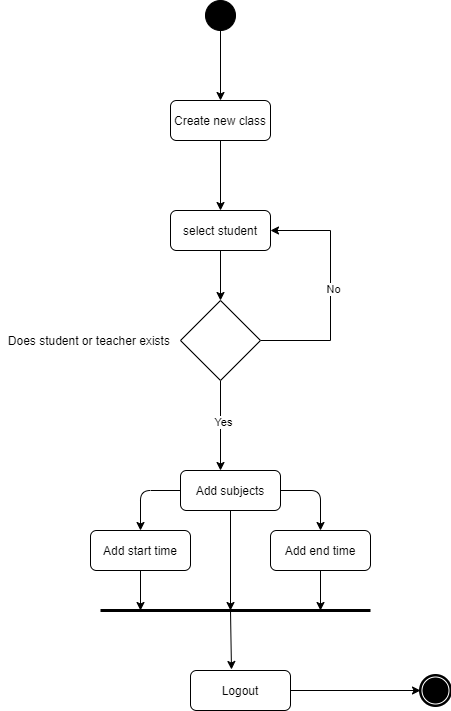 Create new class
select student
No
Does student or teacher exists
Yes
Add subjects
Add start time
Add end time
Logout